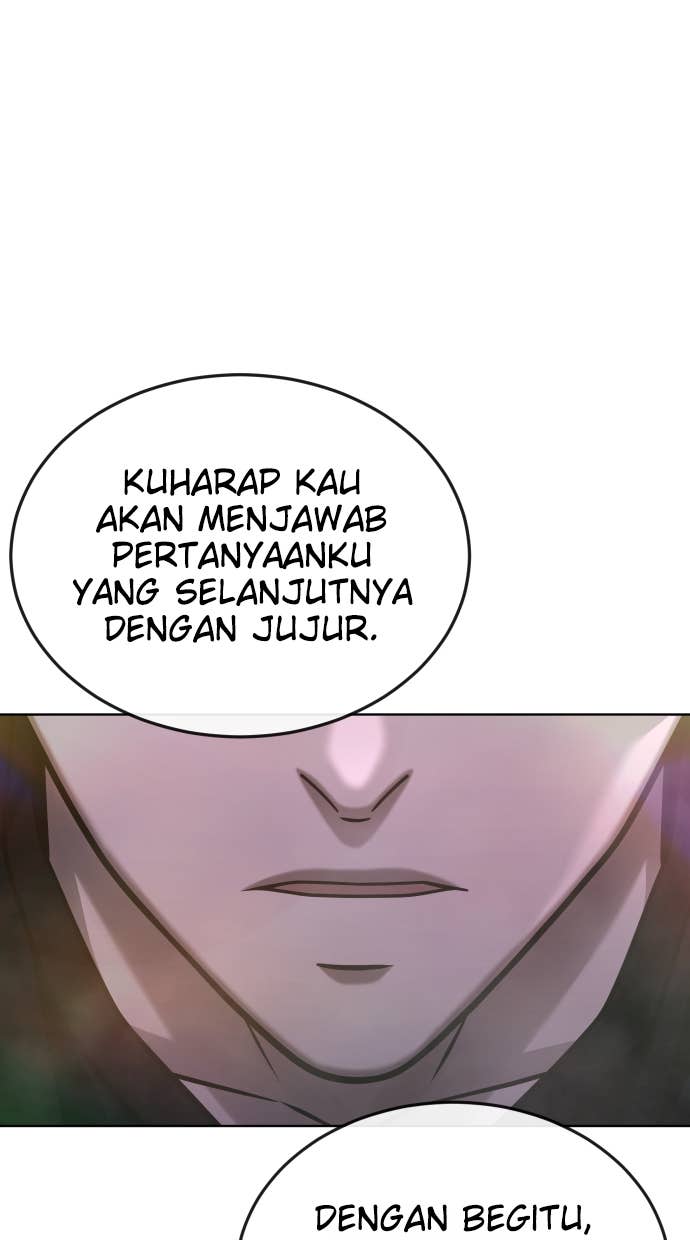 KUHARAP KAU
AKAN MENJAWAB
PERTANYAANKU
YANG SELANJUTNYA
DENGAN JUJUR.
DENGAN BEGITU,